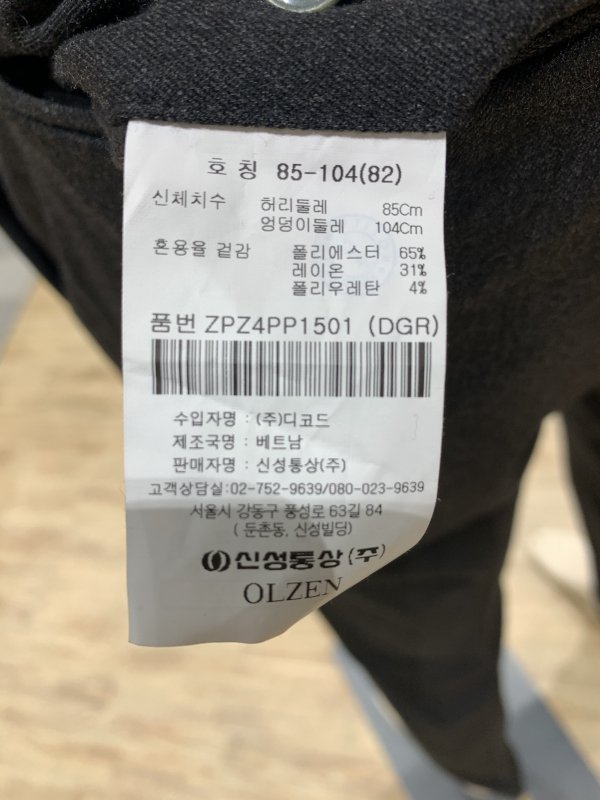 호 칭 85-104(82)
신체치수 허리둘레 85Cm
엉덩이둘레 104Cm
혼용율 겉감 폴리에스터 65%
레이온 31%
폴리우레탄 4%
품번 ZPZ4PP1501 (DGR)
수입자명 : (주)디코드
제조국명 : 베트남
판매자명 : 신성통상(주)
고객상담실:02-752-9639/080-023-9639
서울시 강동구 풍성로 63길 84
(둔촌동, 신성빌딩)
신성통상(주)
OLZEN